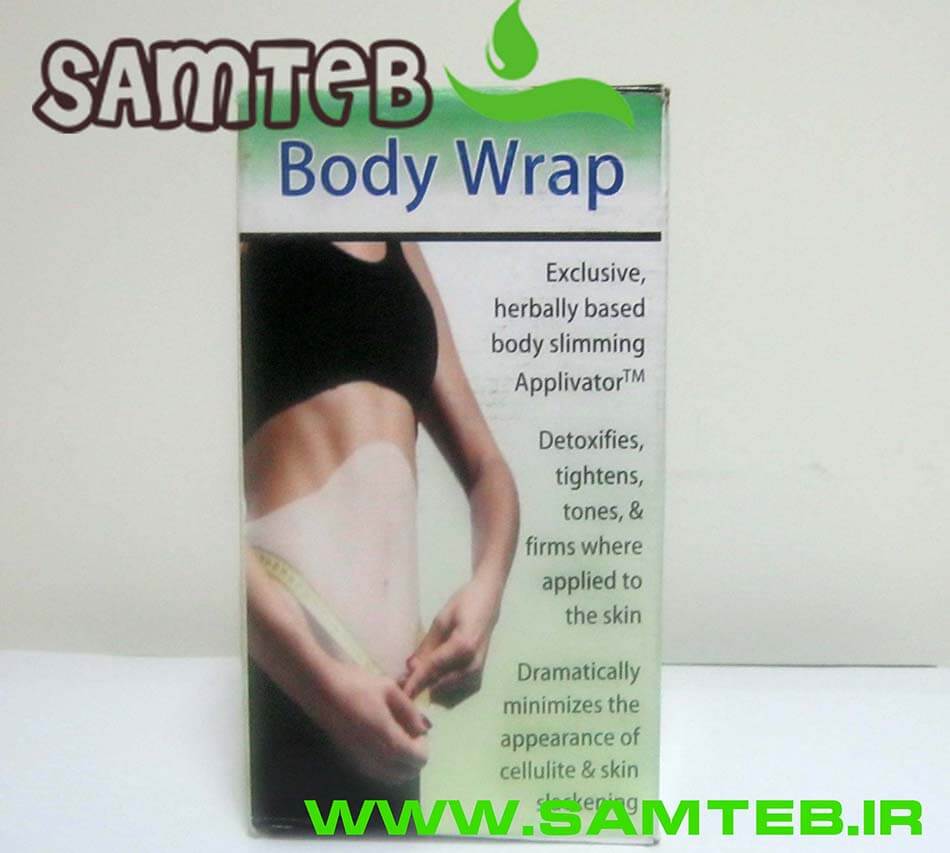 SAMTEB
Body Wrap
Exclusive,
herbally based
body slimming
Applivator™
Detoxifies,
tightens,
tones, &
firms where
applied to
the skin
Dramatically
minimizes the
appearance of
cellulite & skin
slackening
WWW.SAMTEB.IR